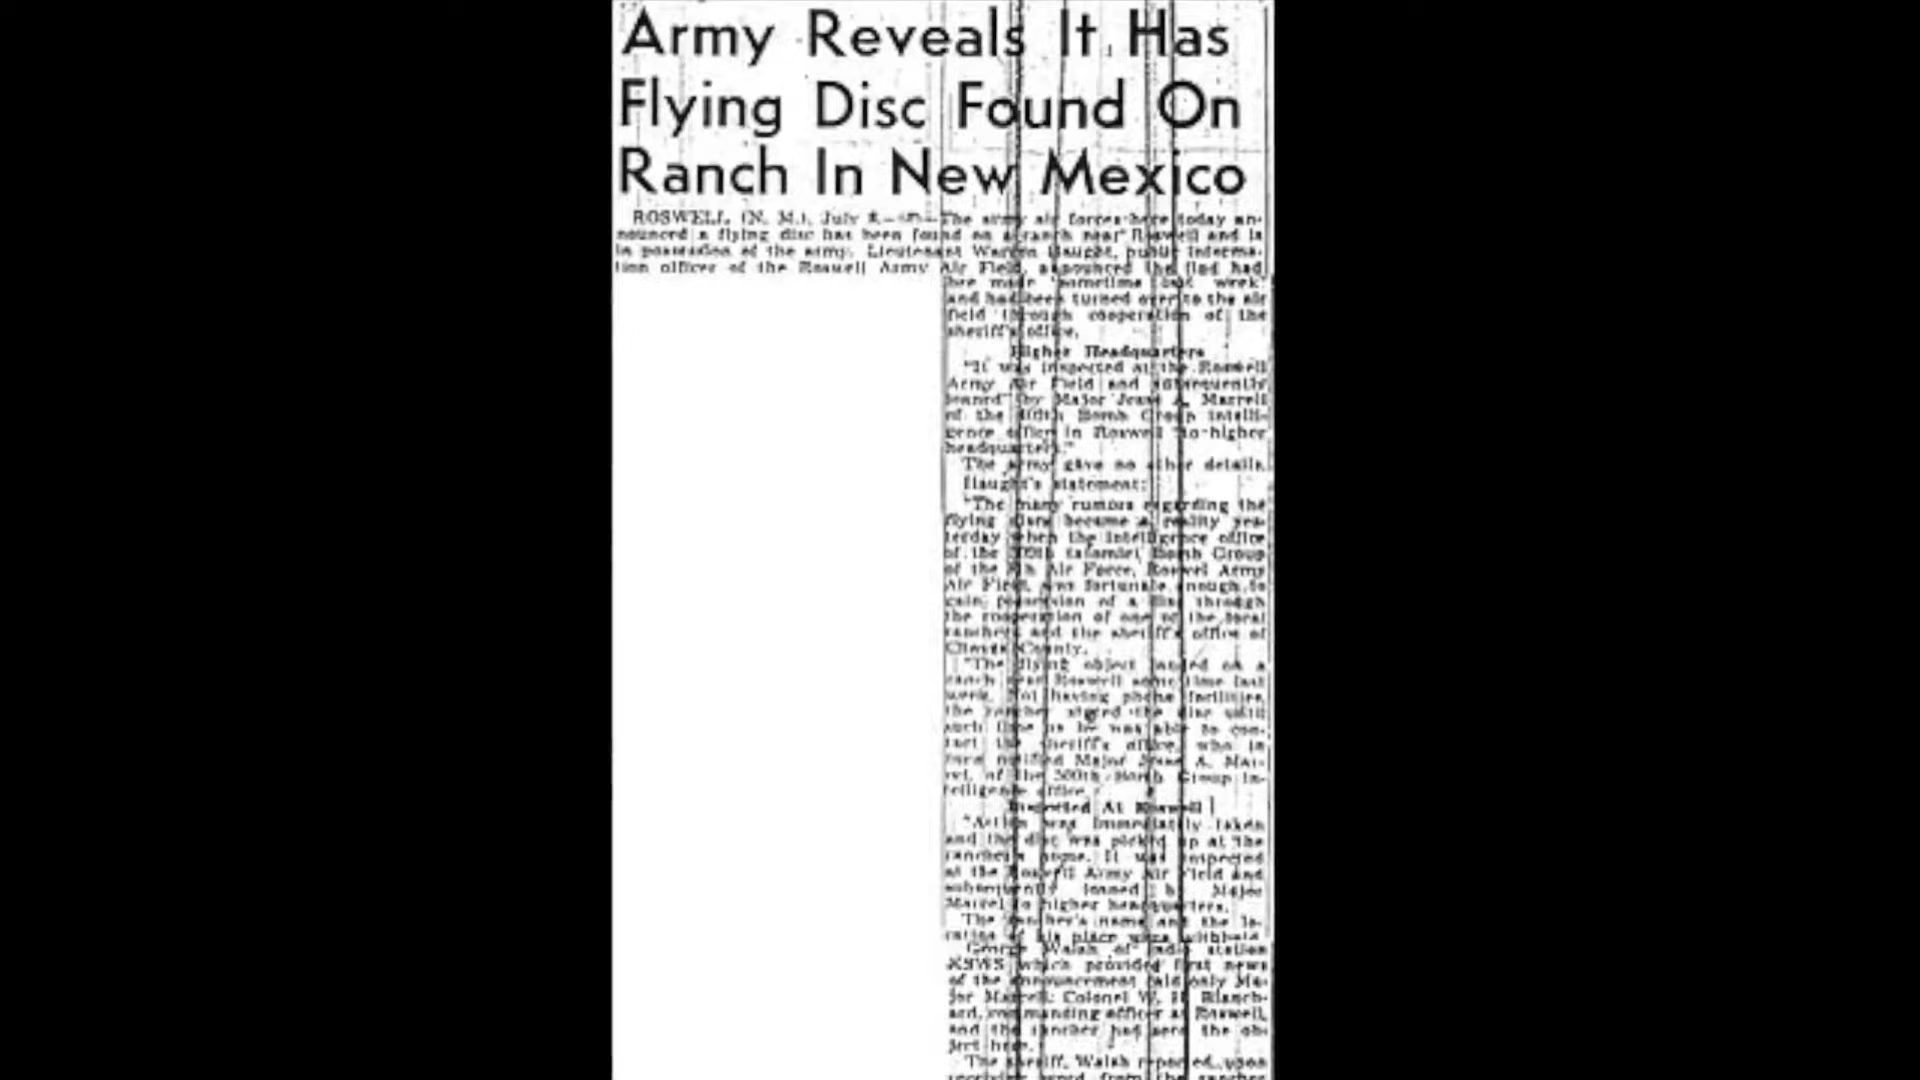 Army Reveals It Has
Flying Disc Found On
Ranch In New Mexico
ROSWELL, (N. M.), July 8.—(AP)—The army air forces here today an-
nounced a flying disc has been found on a ranch near Roswell and is
in possession of the army. Lieutenant Warren Haught, public informa-
tion officer of the Roswell Army Air Field, announced the find had
been made "sometime last week"
and had been turned over to the air
field through cooperation of the
sheriff's office.
Higher Headquarters
"It was inspected at the Roswell
Army Air Field and subsequently
loaned" by Major Jesse A. Marcell
of the 509th Bomb Group intelli-
gence office in Roswell "to higher
headquarters."
The army gave no other details.
Haught's statement:
"The many rumors regarding the
flying discs became a reality yes-
terday when the intelligence office
of the 509th Bomb Group
of the 8th Air Force, Roswel Army
Air Field, was fortunate enough to
gain possession of a disc through
the cooperation of one of the local
ranchers and the sheriff's office of
County.
"The flying object landed on a
ranch near Roswell some time last
week. Not having phone facilities,
the rancher stored the disc until
such time as he was able to con-
tact the sheriff's office, who in
turn notified Major Jesse A. Mar-
cel, of the 509th Bomb Group in-
telligence office.
Inspected At Roswell
"Action was immediately taken
and the disc was picked up at the
rancher's home. It was inspected
at the Roswell Army Air Field and
subsequently loaned by Major
Marcel to higher headquarters.
The rancher's name and the lo-
cation of his place were withheld.
George Walsh of radio station
KSWS which provided first news
of the announcement said only Ma-
jor Marcell; Colonel W. H. Blanch-
ard, commanding officer at Roswell,
and the rancher had seen the ob-
ject here.
The sheriff, Walsh reported, upon
receiving word from the rancher